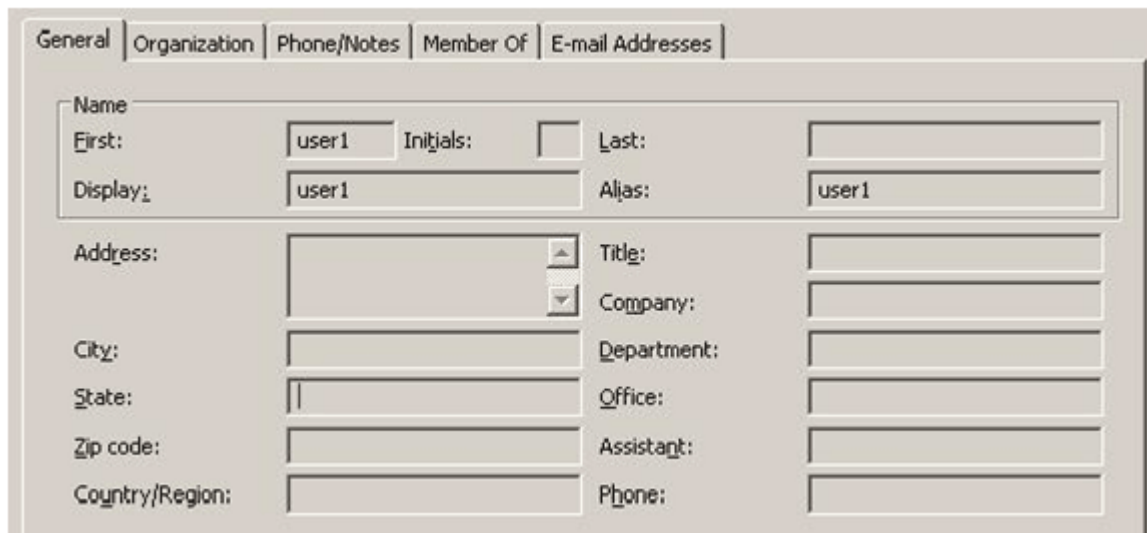 General Organization Phone/Notes Member Of E-mail Addresses
Name
First: user1 Initials: Last:
Display: user1 Alias: user1
Address: Title:
Company:
City: Department:
State: Office:
Zip code: Assistant:
Country/Region: Phone: